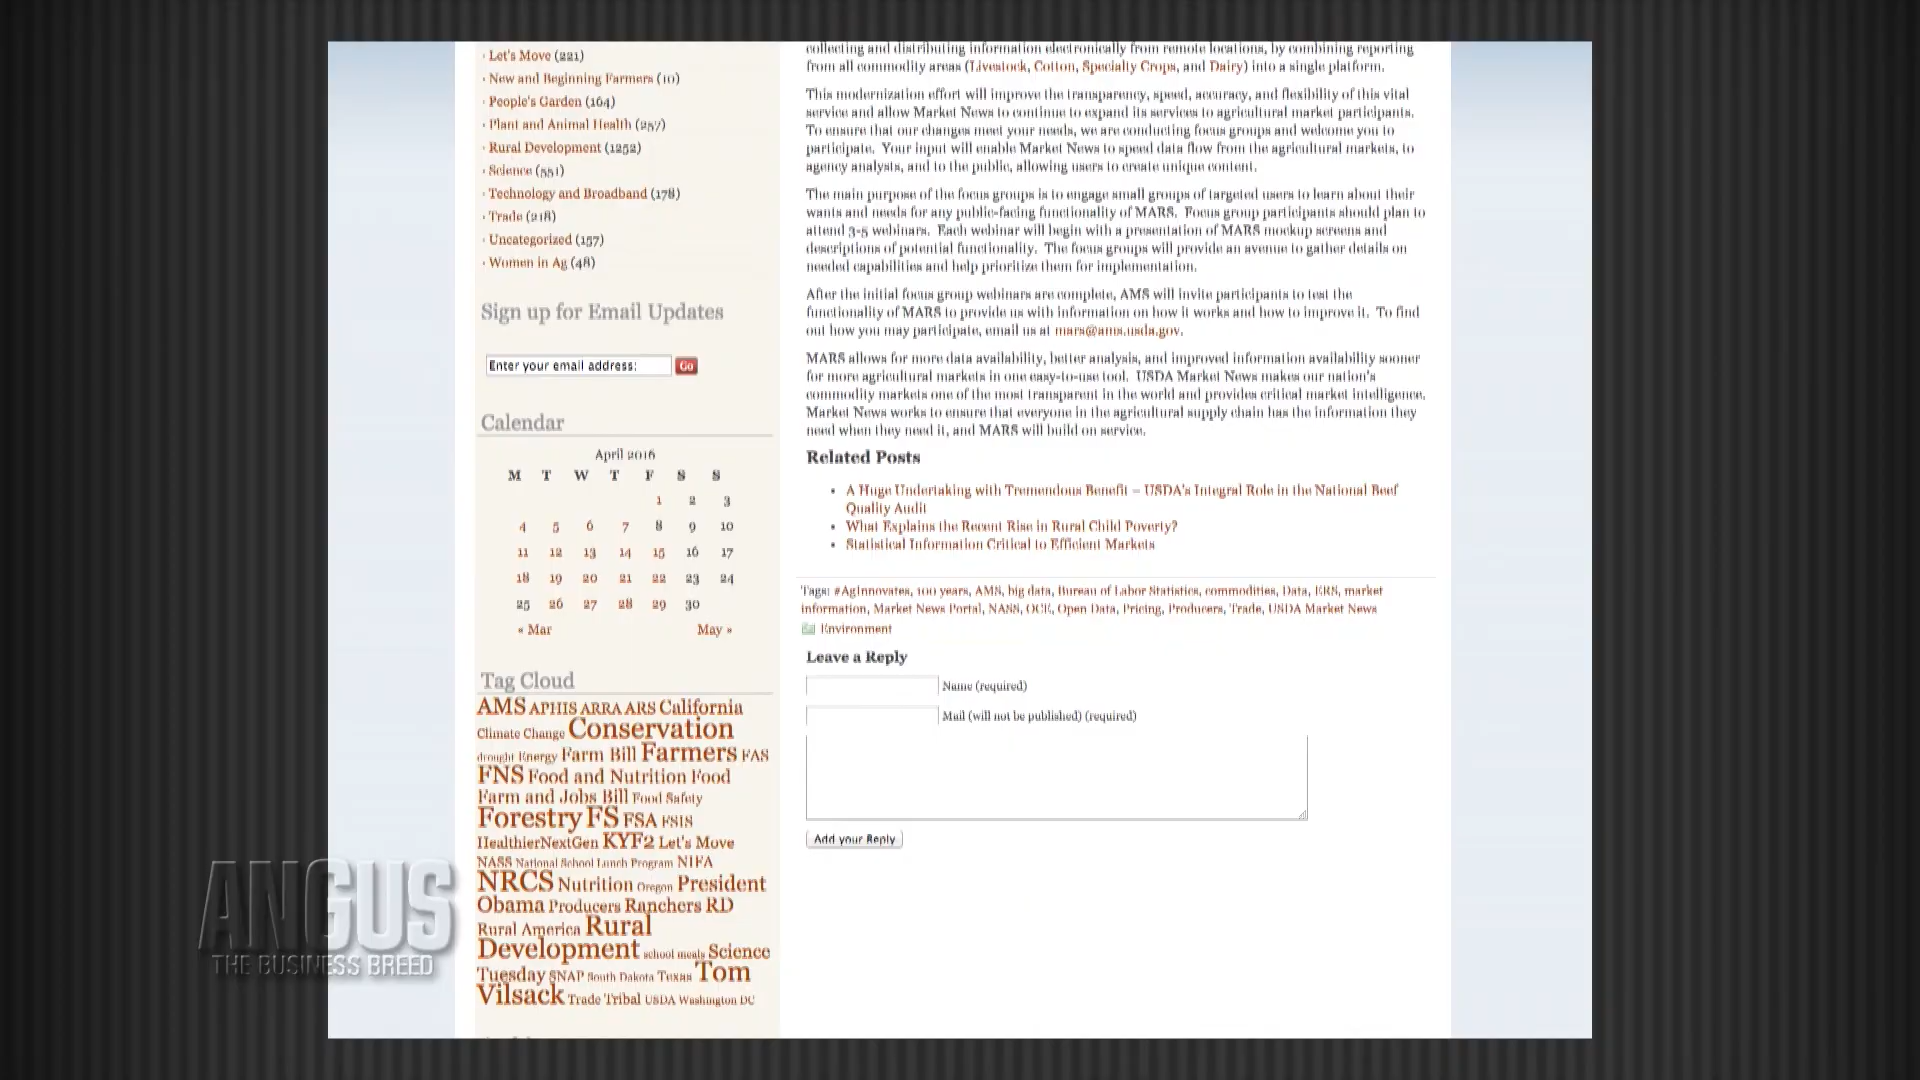 · Let's Move (221)
· New and Beginning Farmers (10)
· People's Garden (164)
· Plant and Animal Health (257)
· Rural Development (1252)
· Science (551)
· Technology and Broadband (178)
· Trade (218)
· Uncategorized (157)
· Women in Ag (48)
Sign up for Email Updates
Enter your email address: Go
Calendar
April 2016
M T W T F S S
1 2 3
4 5 6 7 8 9 10
11 12 13 14 15 16 17
18 19 20 21 22 23 24
25 26 27 28 29 30
« Mar May »
Tag Cloud
AMS APHIS ARRA ARS California
Climate Change Conservation
drought Energy Farm Bill Farmers FAS
FNS Food and Nutrition Food
Farm and Jobs Bill Food Safety
Forestry FS FSA FSIS
HealthierNextGen KYF2 Let's Move
NASS National School Lunch Program NIFA
NRCS Nutrition Oregon President
Obama Producers Ranchers RD
Rural America Rural
Development school meals Science
Tuesday SNAP South Dakota Texas Tom
Vilsack Trade Tribal USDA Washington DC
collecting and distributing information electronically from remote locations, by combining reporting
from all commodity areas (Livestock, Cotton, Specialty Crops, and Dairy) into a single platform.
This modernization effort will improve the transparency, speed, accuracy, and flexibility of this vital
service and allow Market News to continue to expand its services to agricultural market participants.
To ensure that our changes meet your needs, we are conducting focus groups and welcome you to
participate. Your input will enable Market News to speed data flow from the agricultural markets, to
agency analysts, and to the public, allowing users to create unique content.
The main purpose of the focus groups is to engage small groups of targeted users to learn about their
wants and needs for any public-facing functionality of MARS. Focus group participants should plan to
attend 3-5 webinars. Each webinar will begin with a presentation of MARS mockup screens and
descriptions of potential functionality. The focus groups will provide an avenue to gather details on
needed capabilities and help prioritize them for implementation.
After the initial focus group webinars are complete, AMS will invite participants to test the
functionality of MARS to provide us with information on how it works and how to improve it. To find
out how you may participate, email us at mars@ams.usda.gov.
MARS allows for more data availability, better analysis, and improved information availability sooner
for more agricultural markets in one easy-to-use tool. USDA Market News makes our nation's
commodity markets one of the most transparent in the world and provides critical market intelligence.
Market News works to ensure that everyone in the agricultural supply chain has the information they
need when they need it, and MARS will build on service.
Related Posts
• A Huge Undertaking with Tremendous Benefit – USDA's Integral Role in the National Beef
Quality Audit
• What Explains the Recent Rise in Rural Child Poverty?
• Statistical Information Critical to Efficient Markets
Tags: #AgInnovates, 100 years, AMS, big data, Bureau of Labor Statistics, commodities, Data, ERS, market
information, Market News Portal, NASS, OCE, Open Data, Pricing, Producers, Trade, USDA Market News
Environment
Leave a Reply
Name (required)
Mail (will not be published) (required)
Add your Reply
ANGUS
THE BUSINESS BREED